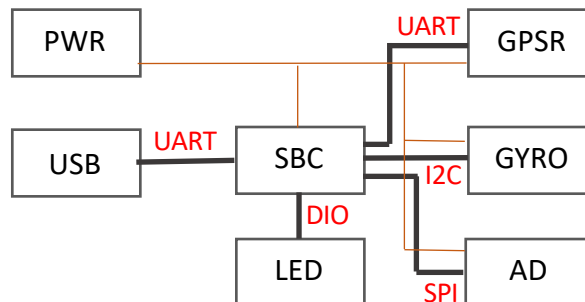 PWR
UART
GPSR
UART
USB
SBC
GYRO
I2C
DIO
LED
AD
SPI